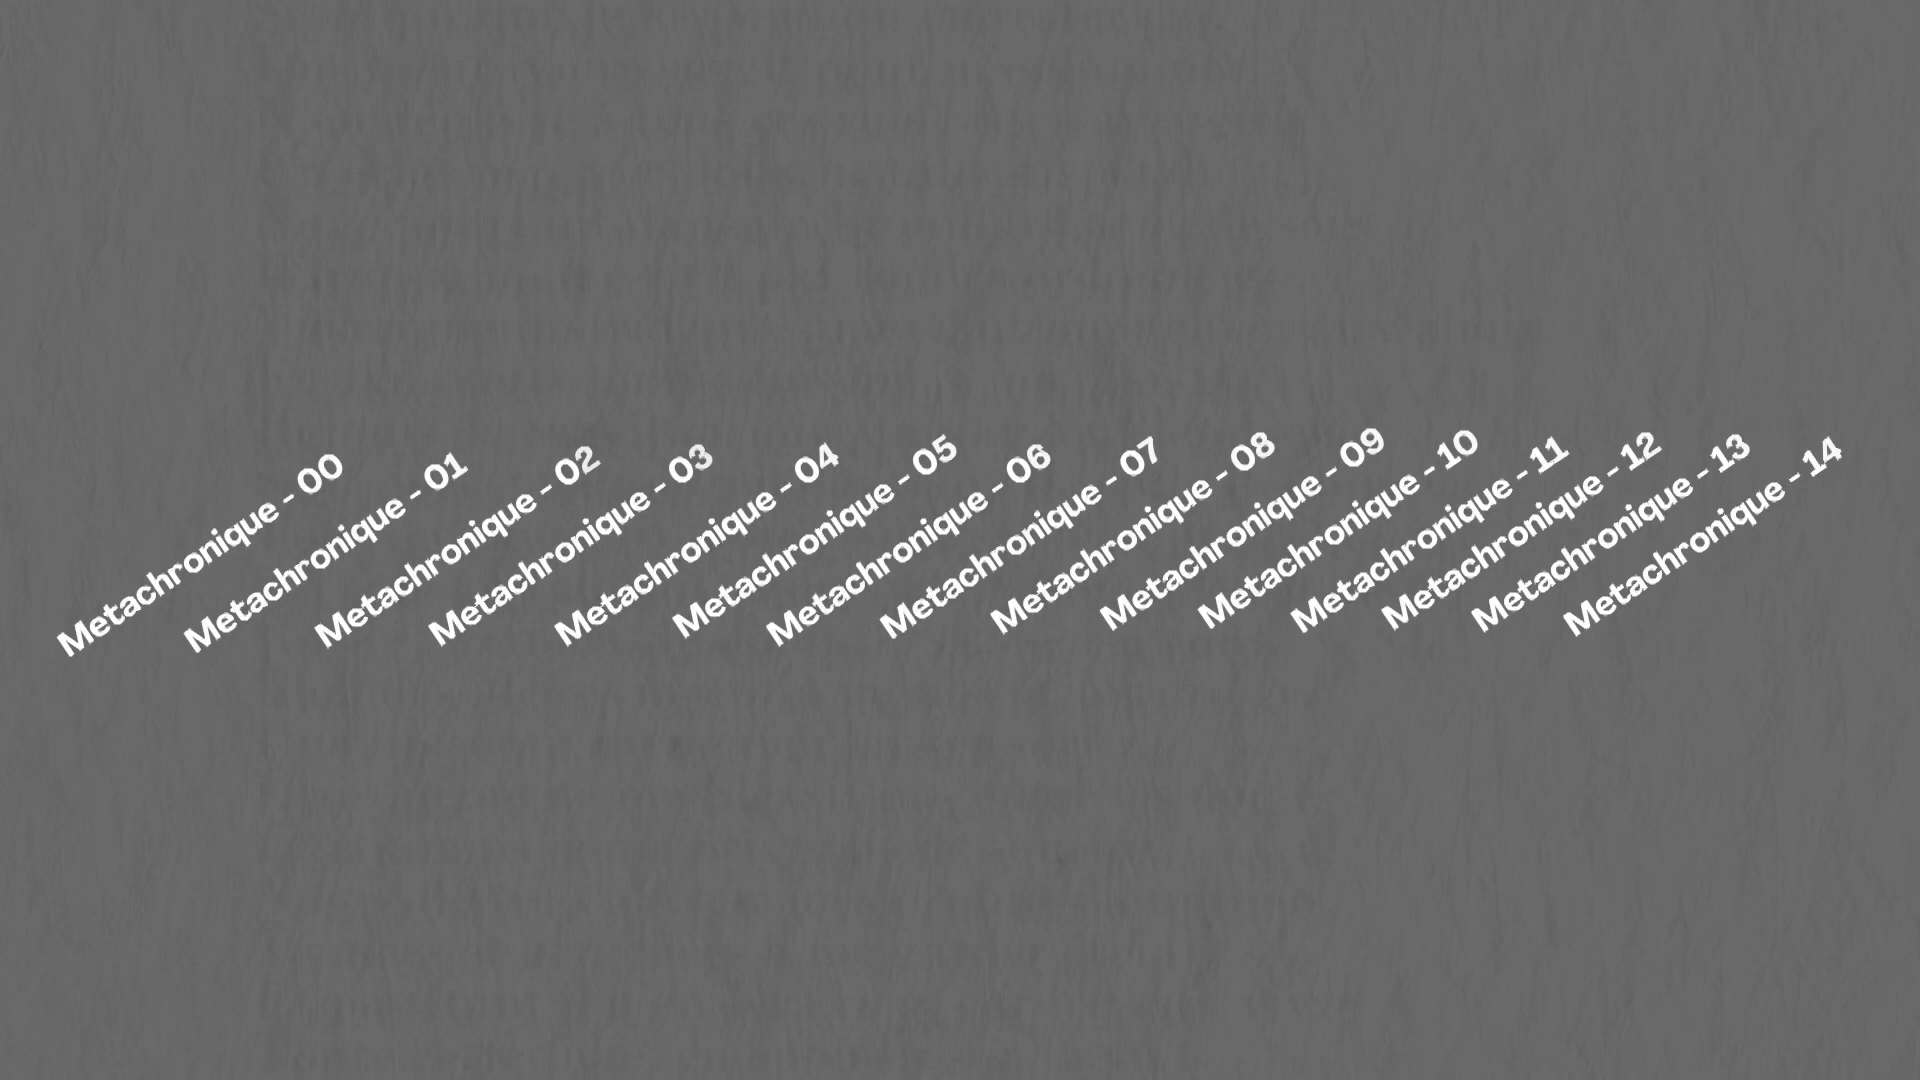 Metachronique - 00
Metachronique - 01
Metachronique - 02
Metachronique - 03
Metachronique - 04
Metachronique - 05
Metachronique - 06
Metachronique - 07
Metachronique - 08
Metachronique - 09
Metachronique - 10
Metachronique - 11
Metachronique - 12
Metachronique - 13
Metachronique - 14